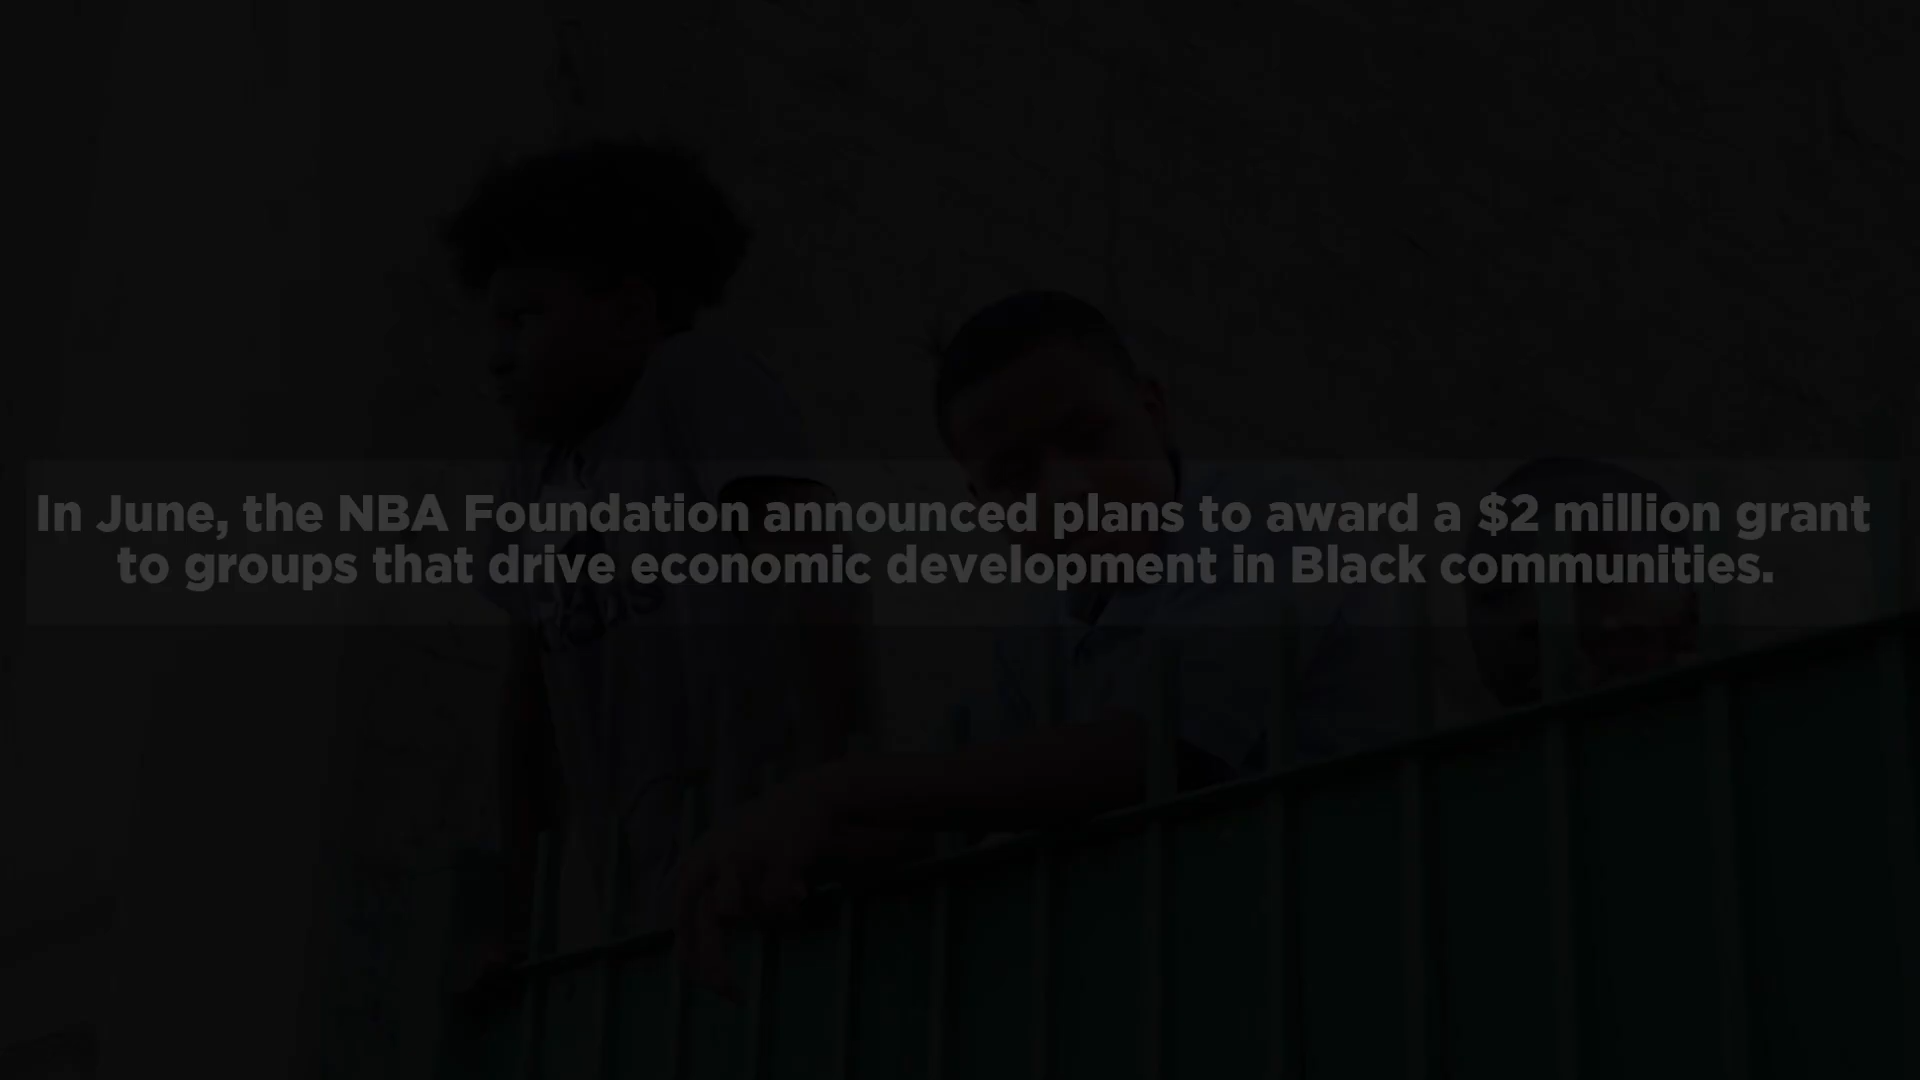 In June, the NBA Foundation announced plans to award a $2 million grant
to groups that drive economic development in Black communities.